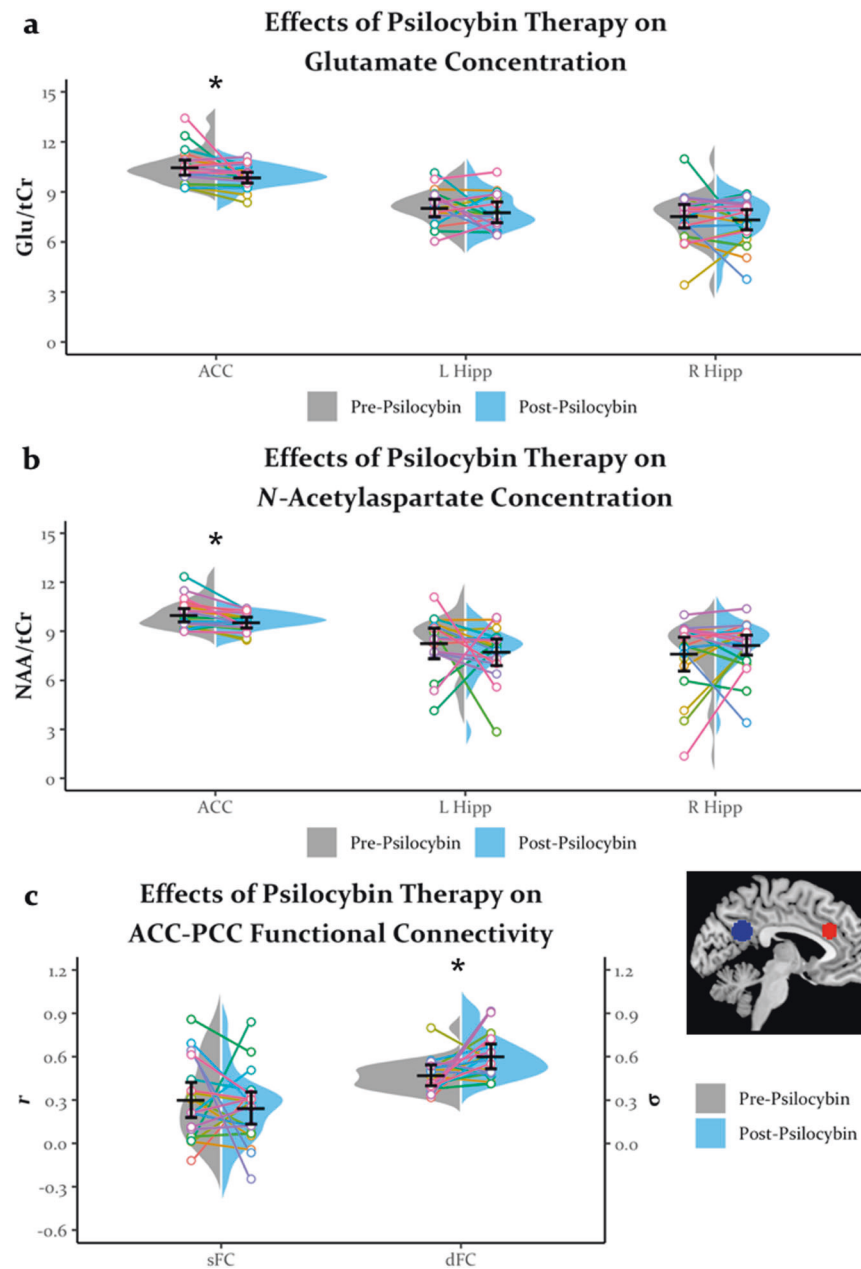 a
Effects of Psilocybin Therapy on
Glutamate Concentration
*
15
12
9
6
3
0
Glu/tCr
ACC
L Hipp
R Hipp
Pre-Psilocybin
Post-Psilocybin
b
Effects of Psilocybin Therapy on
N-Acetylaspartate Concentration
*
15
12
9
6
3
0
NAA/tCr
ACC
L Hipp
R Hipp
Pre-Psilocybin
Post-Psilocybin
c
Effects of Psilocybin Therapy on
ACC-PCC Functional Connectivity
*
1.2
0.9
0.6
0.3
0.0
-0.3
-0.6
r
1.2
0.9
0.6
0.3
0.0
σ
sFC
dFC
Pre-Psilocybin
Post-Psilocybin